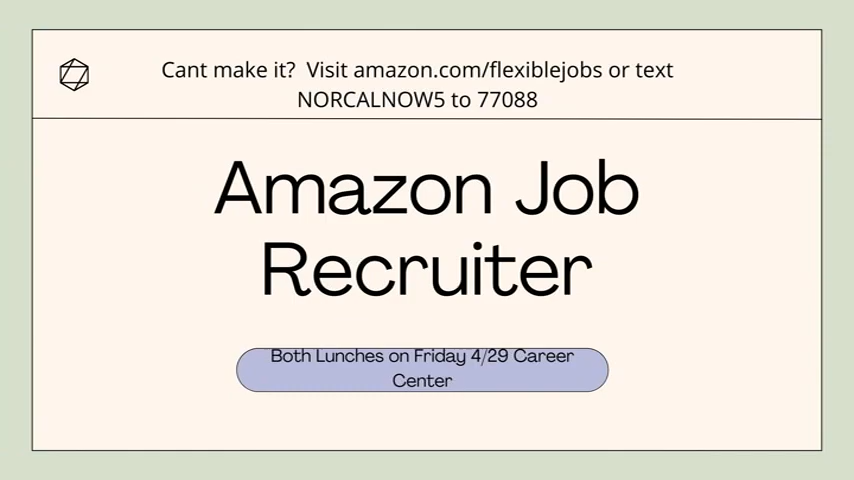 Cant make it?  Visit amazon.com/flexiblejobs or text
NORCALNOW5 to 77088
Amazon Job
Recruiter
Both Lunches on Friday 4/29 Career
Center